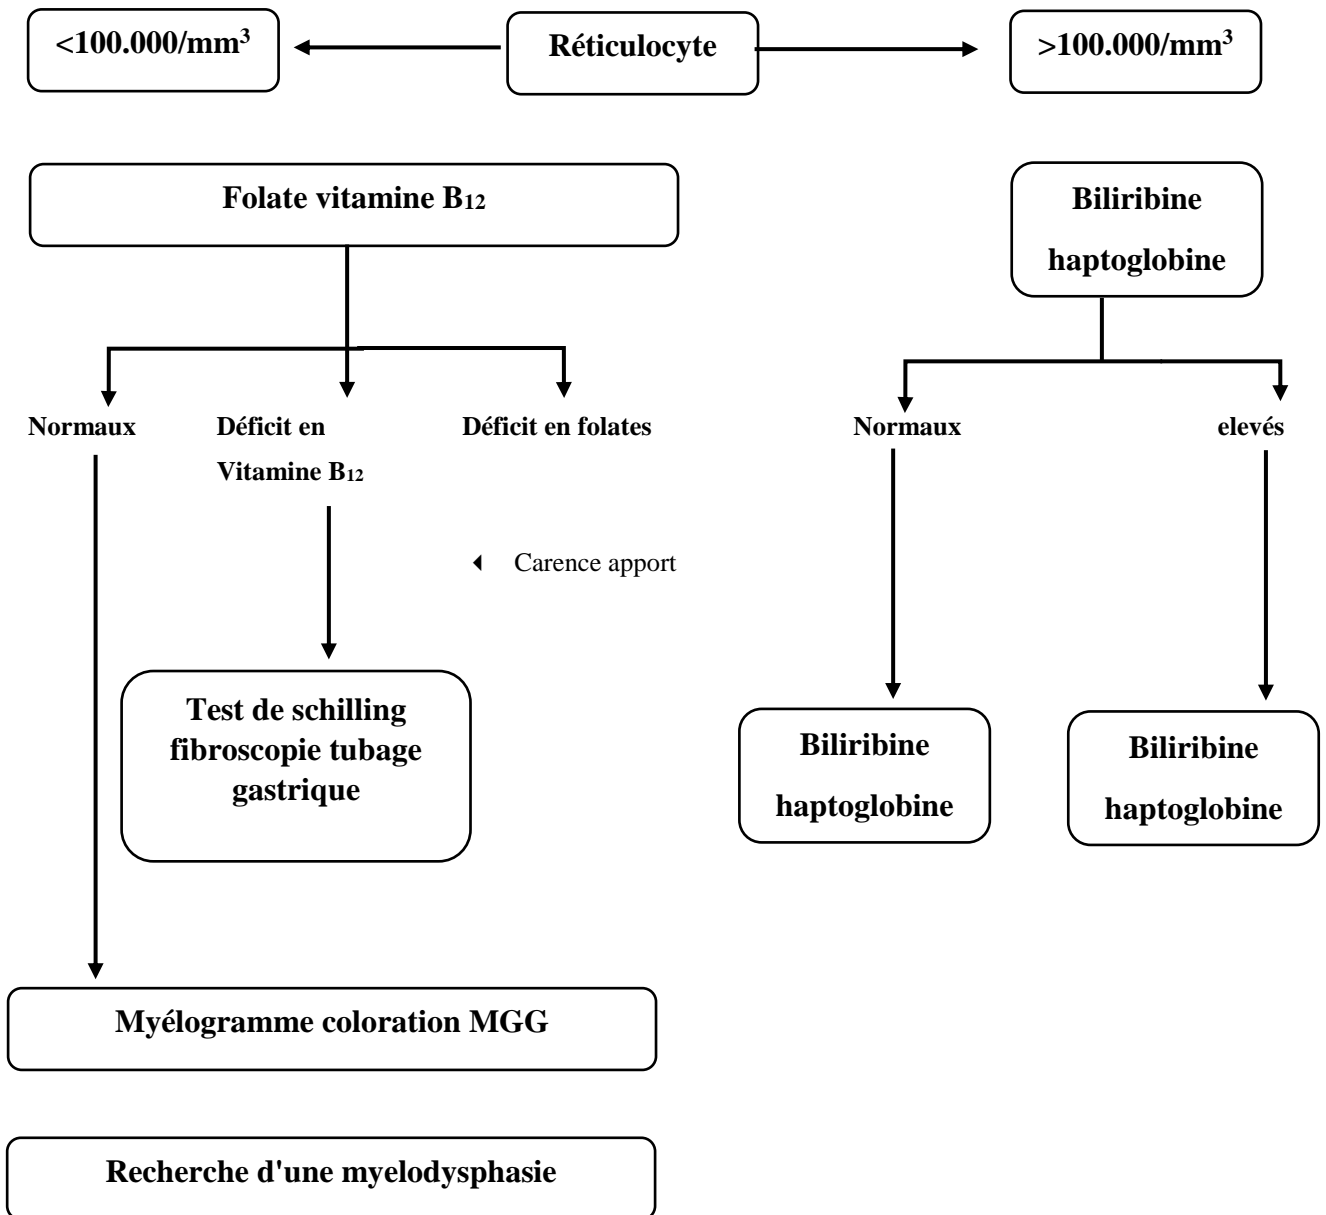 <100.000/mm³
Réticulocyte
>100.000/mm³
Folate vitamine B₁₂
Biliribine
haptoglobine
Normaux
Déficit en
Vitamine B₁₂
Déficit en folates
Normaux
elevés
Carence apport
Test de schilling
fibroscopie tubage
gastrique
Biliribine
haptoglobine
Biliribine
haptoglobine
Myélogramme coloration MGG
Recherche d'une myelodysphasie